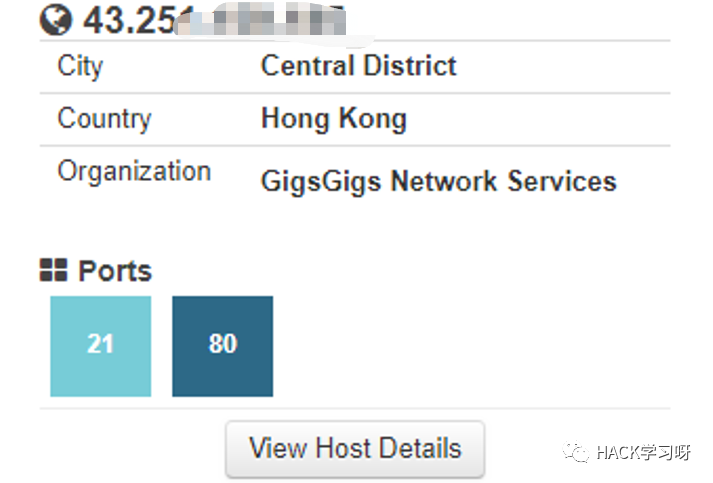 43.251
City Central District
Country Hong Kong
Organization GigsGigs Network Services
Ports
21 80
View Host Details
HACK学习呀